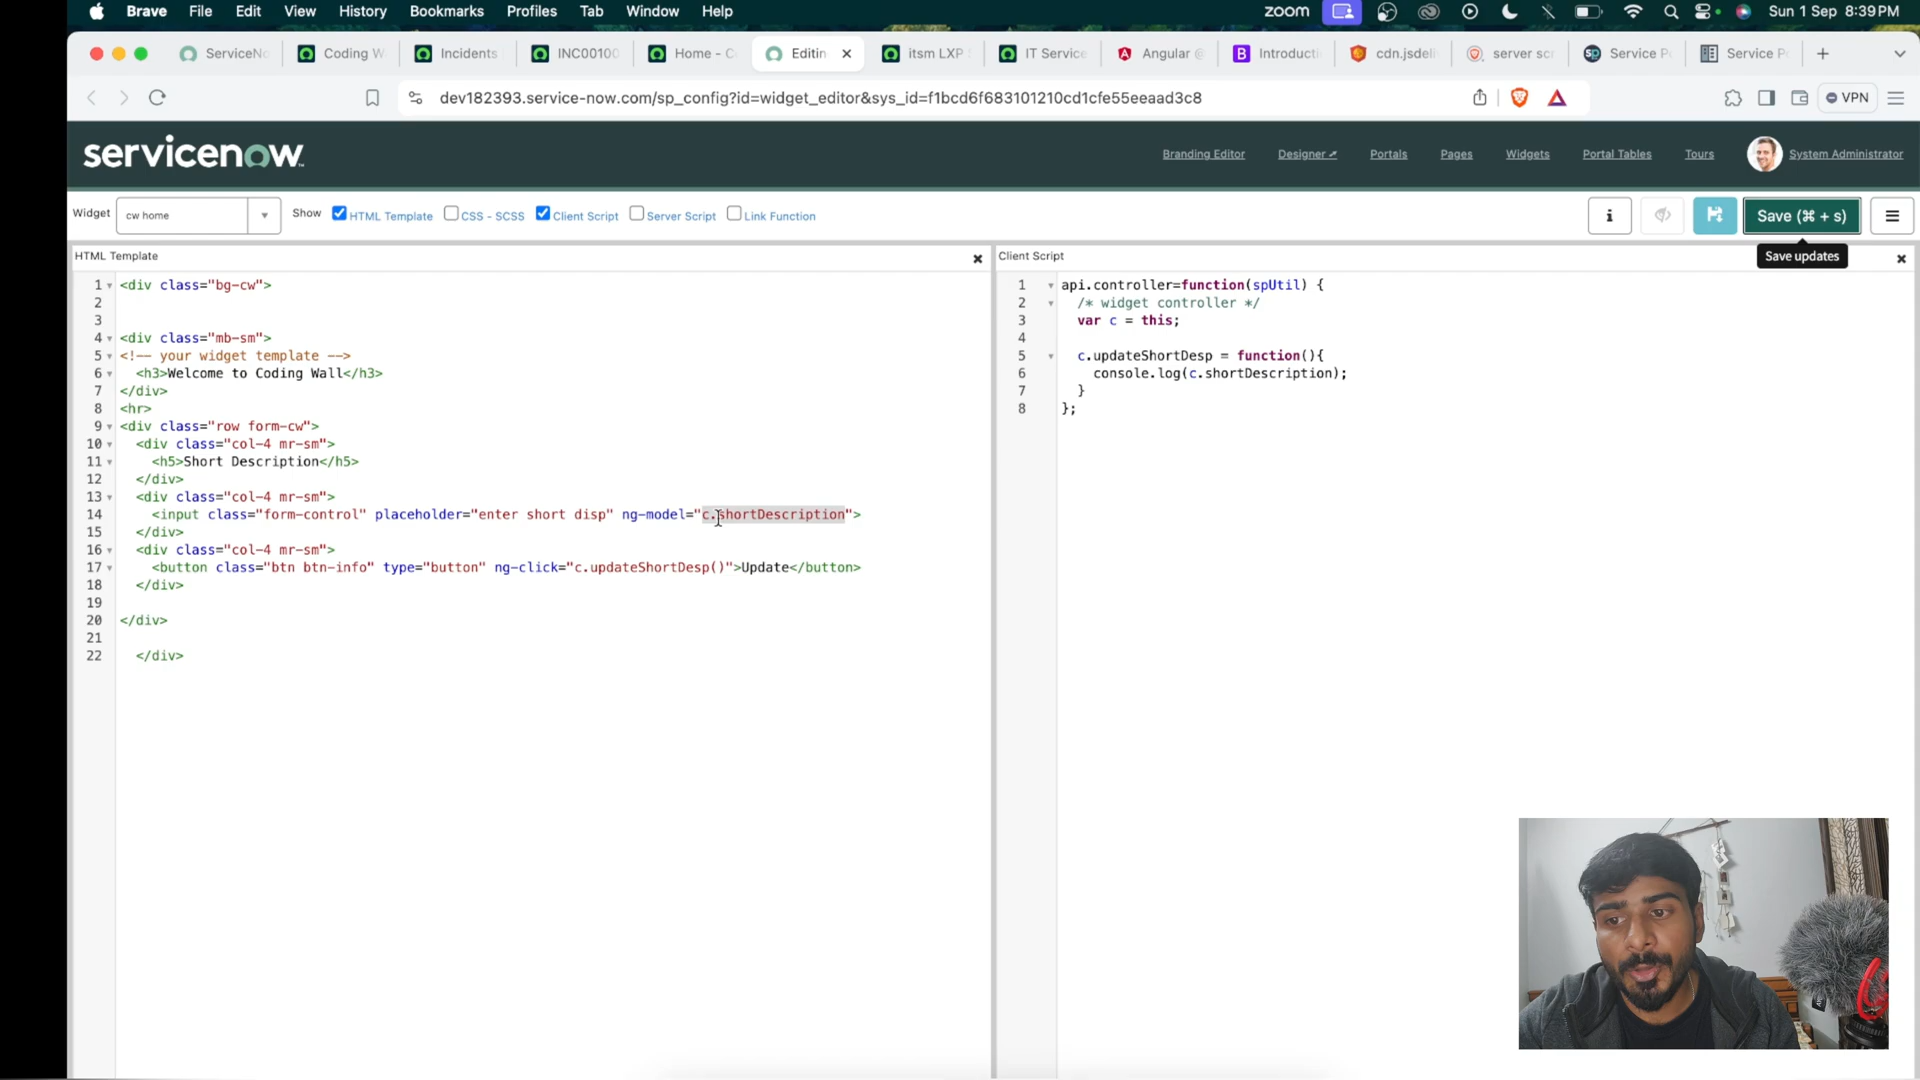 Brave File Edit View History Bookmarks Profiles Tab Window Help zoom Sun 1 Sep 8:39 PM
ServiceNo Coding W Incidents INC00100 Home - C Editin itsm LXP IT Service Angular @ Introducti cdn.jsdeli server scr Service Po Service Po
dev182393.service-now.com/sp_config?id=widget_editor&sys_id=f1bcd6f683101210cd1cfe55eeaad3c8 VPN
servicenow Branding Editor Designer Portals Pages Widgets Portal Tables Tours System Administrator
Widget cw home Show HTML Template CSS - SCSS Client Script Server Script Link Function i Save (⌘ + s)
Save updates
HTML Template
1 <div class="bg-cw">
2
3
4 <div class="mb-sm">
5 <!-- your widget template -->
6 <h3>Welcome to Coding Wall</h3>
7 </div>
8 <hr>
9 <div class="row form-cw">
10 <div class="col-4 mr-sm">
11 <h5>Short Description</h5>
12 </div>
13 <div class="col-4 mr-sm">
14 <input class="form-control" placeholder="enter short disp" ng-model="c.shortDescription">
15 </div>
16 <div class="col-4 mr-sm">
17 <button class="btn btn-info" type="button" ng-click="c.updateShortDesp()">Update</button>
18 </div>
19
20 </div>
21
22 </div>
Client Script
1 api.controller=function(spUtil) {
2 /* widget controller */
3 var c = this;
4
5 c.updateShortDesp = function(){
6 console.log(c.shortDescription);
7 }
8 };